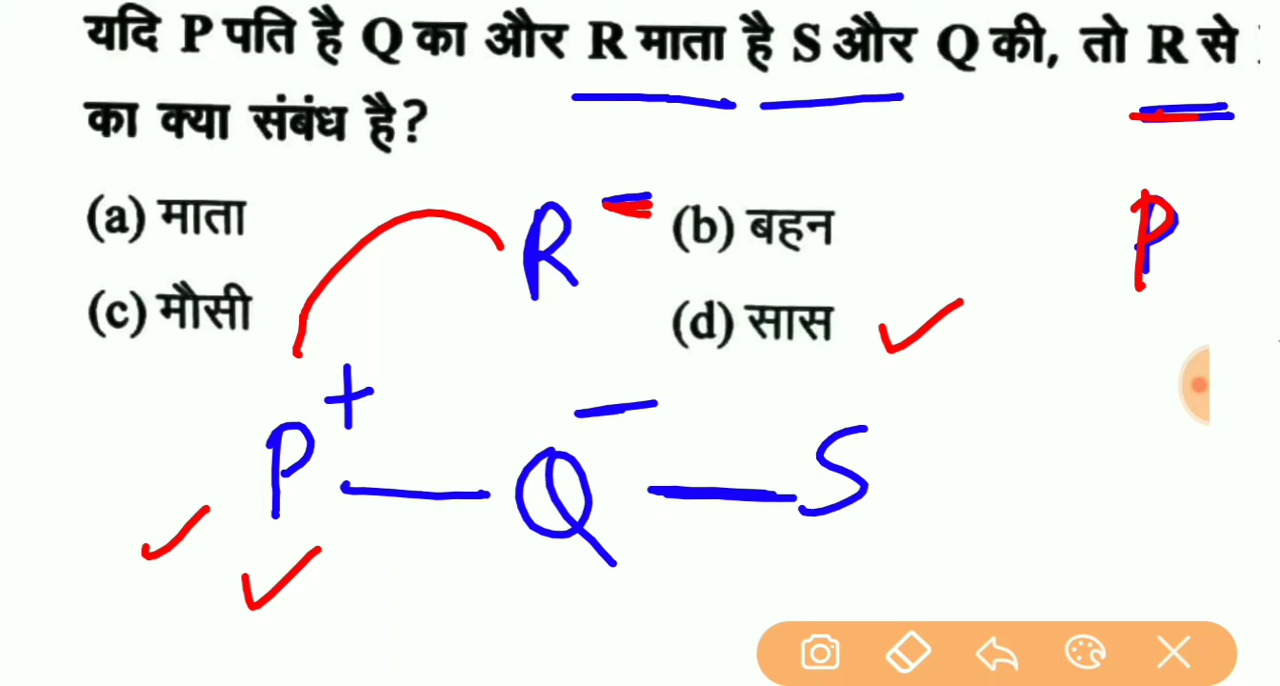 यदि P पति है Q का और R माता है S और Q की, तो R से
का क्या संबंध है?
(a) माता
(b) बहन
(c) मौसी
(d) सास
R
P
P +
Q
S